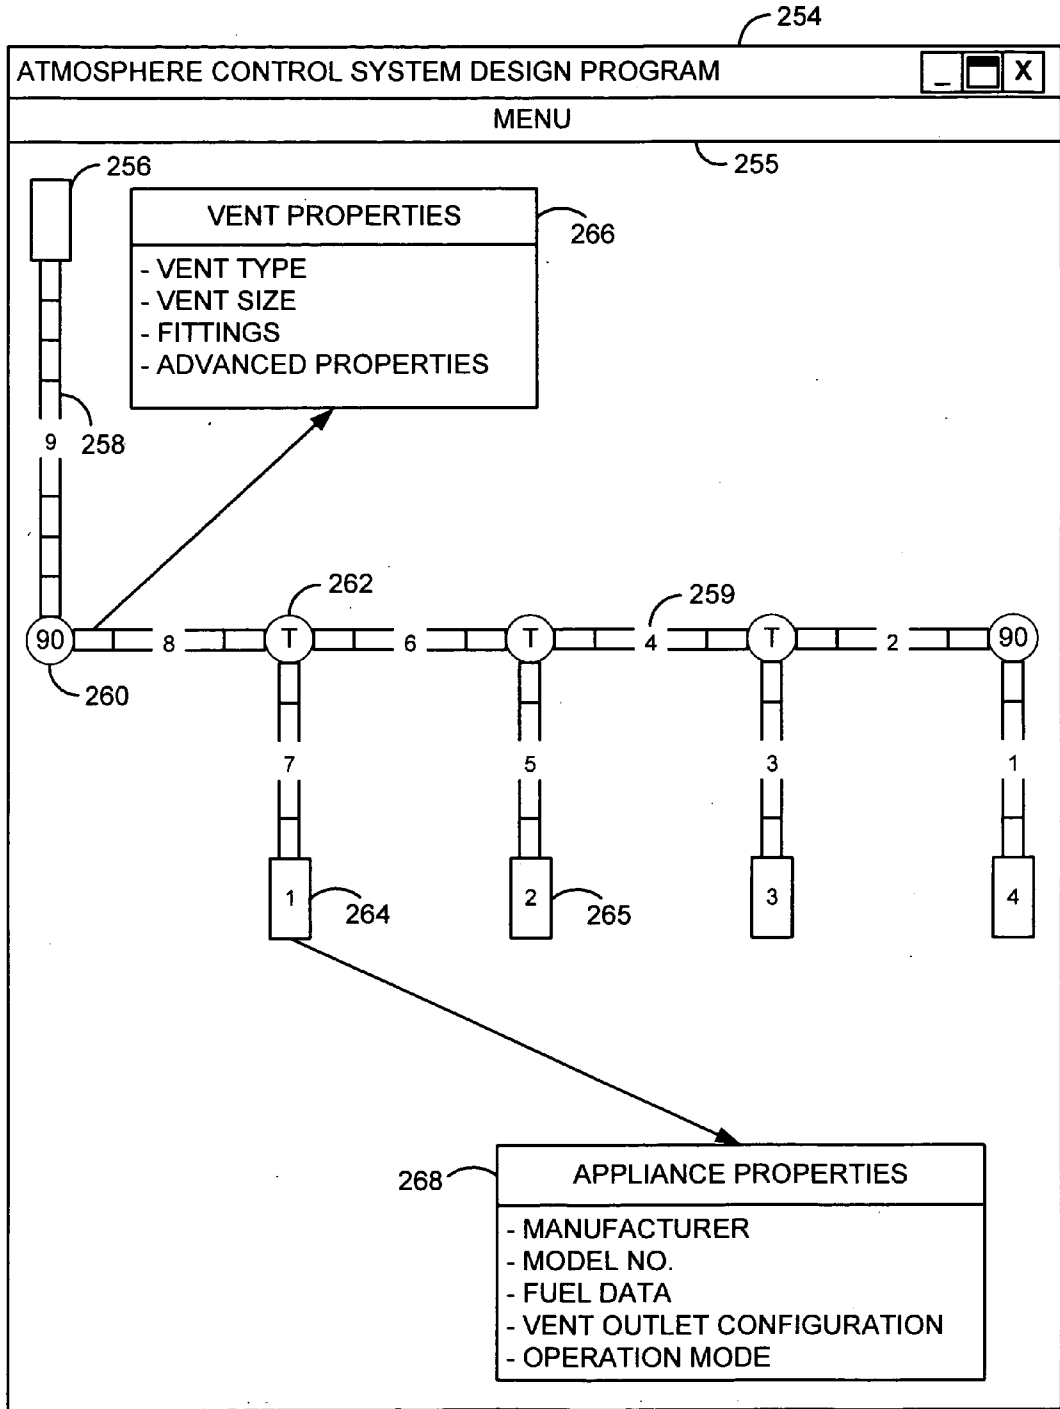 254
ATMOSPHERE CONTROL SYSTEM DESIGN PROGRAM
_ X
MENU
255
256
VENT PROPERTIES
266
- VENT TYPE
- VENT SIZE
- FITTINGS
- ADVANCED PROPERTIES
9
258
262
259
90
8
T
6
T
4
T
2
90
260
7
5
3
1
1
264
2
265
3
4
268
APPLIANCE PROPERTIES
- MANUFACTURER
- MODEL NO.
- FUEL DATA
- VENT OUTLET CONFIGURATION
- OPERATION MODE